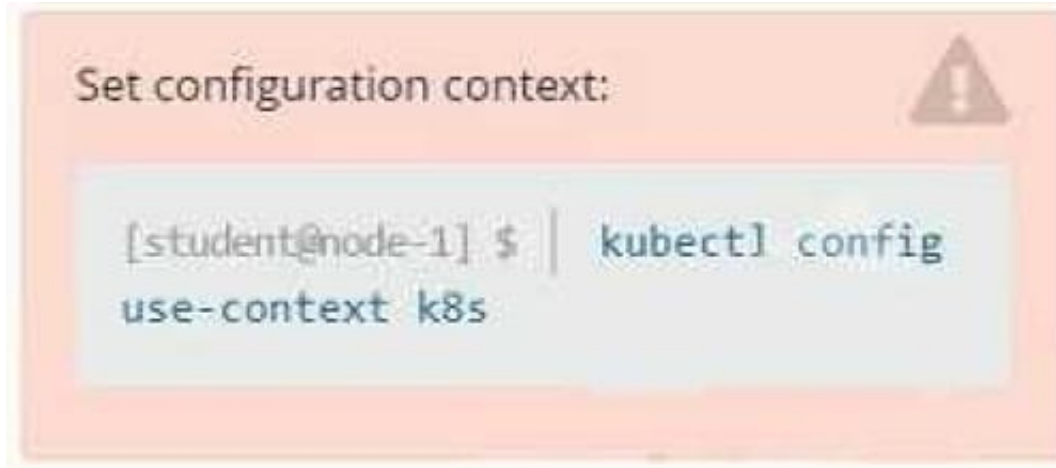 Set configuration context:
[student@node-1] $ | kubectl config
use-context k8s